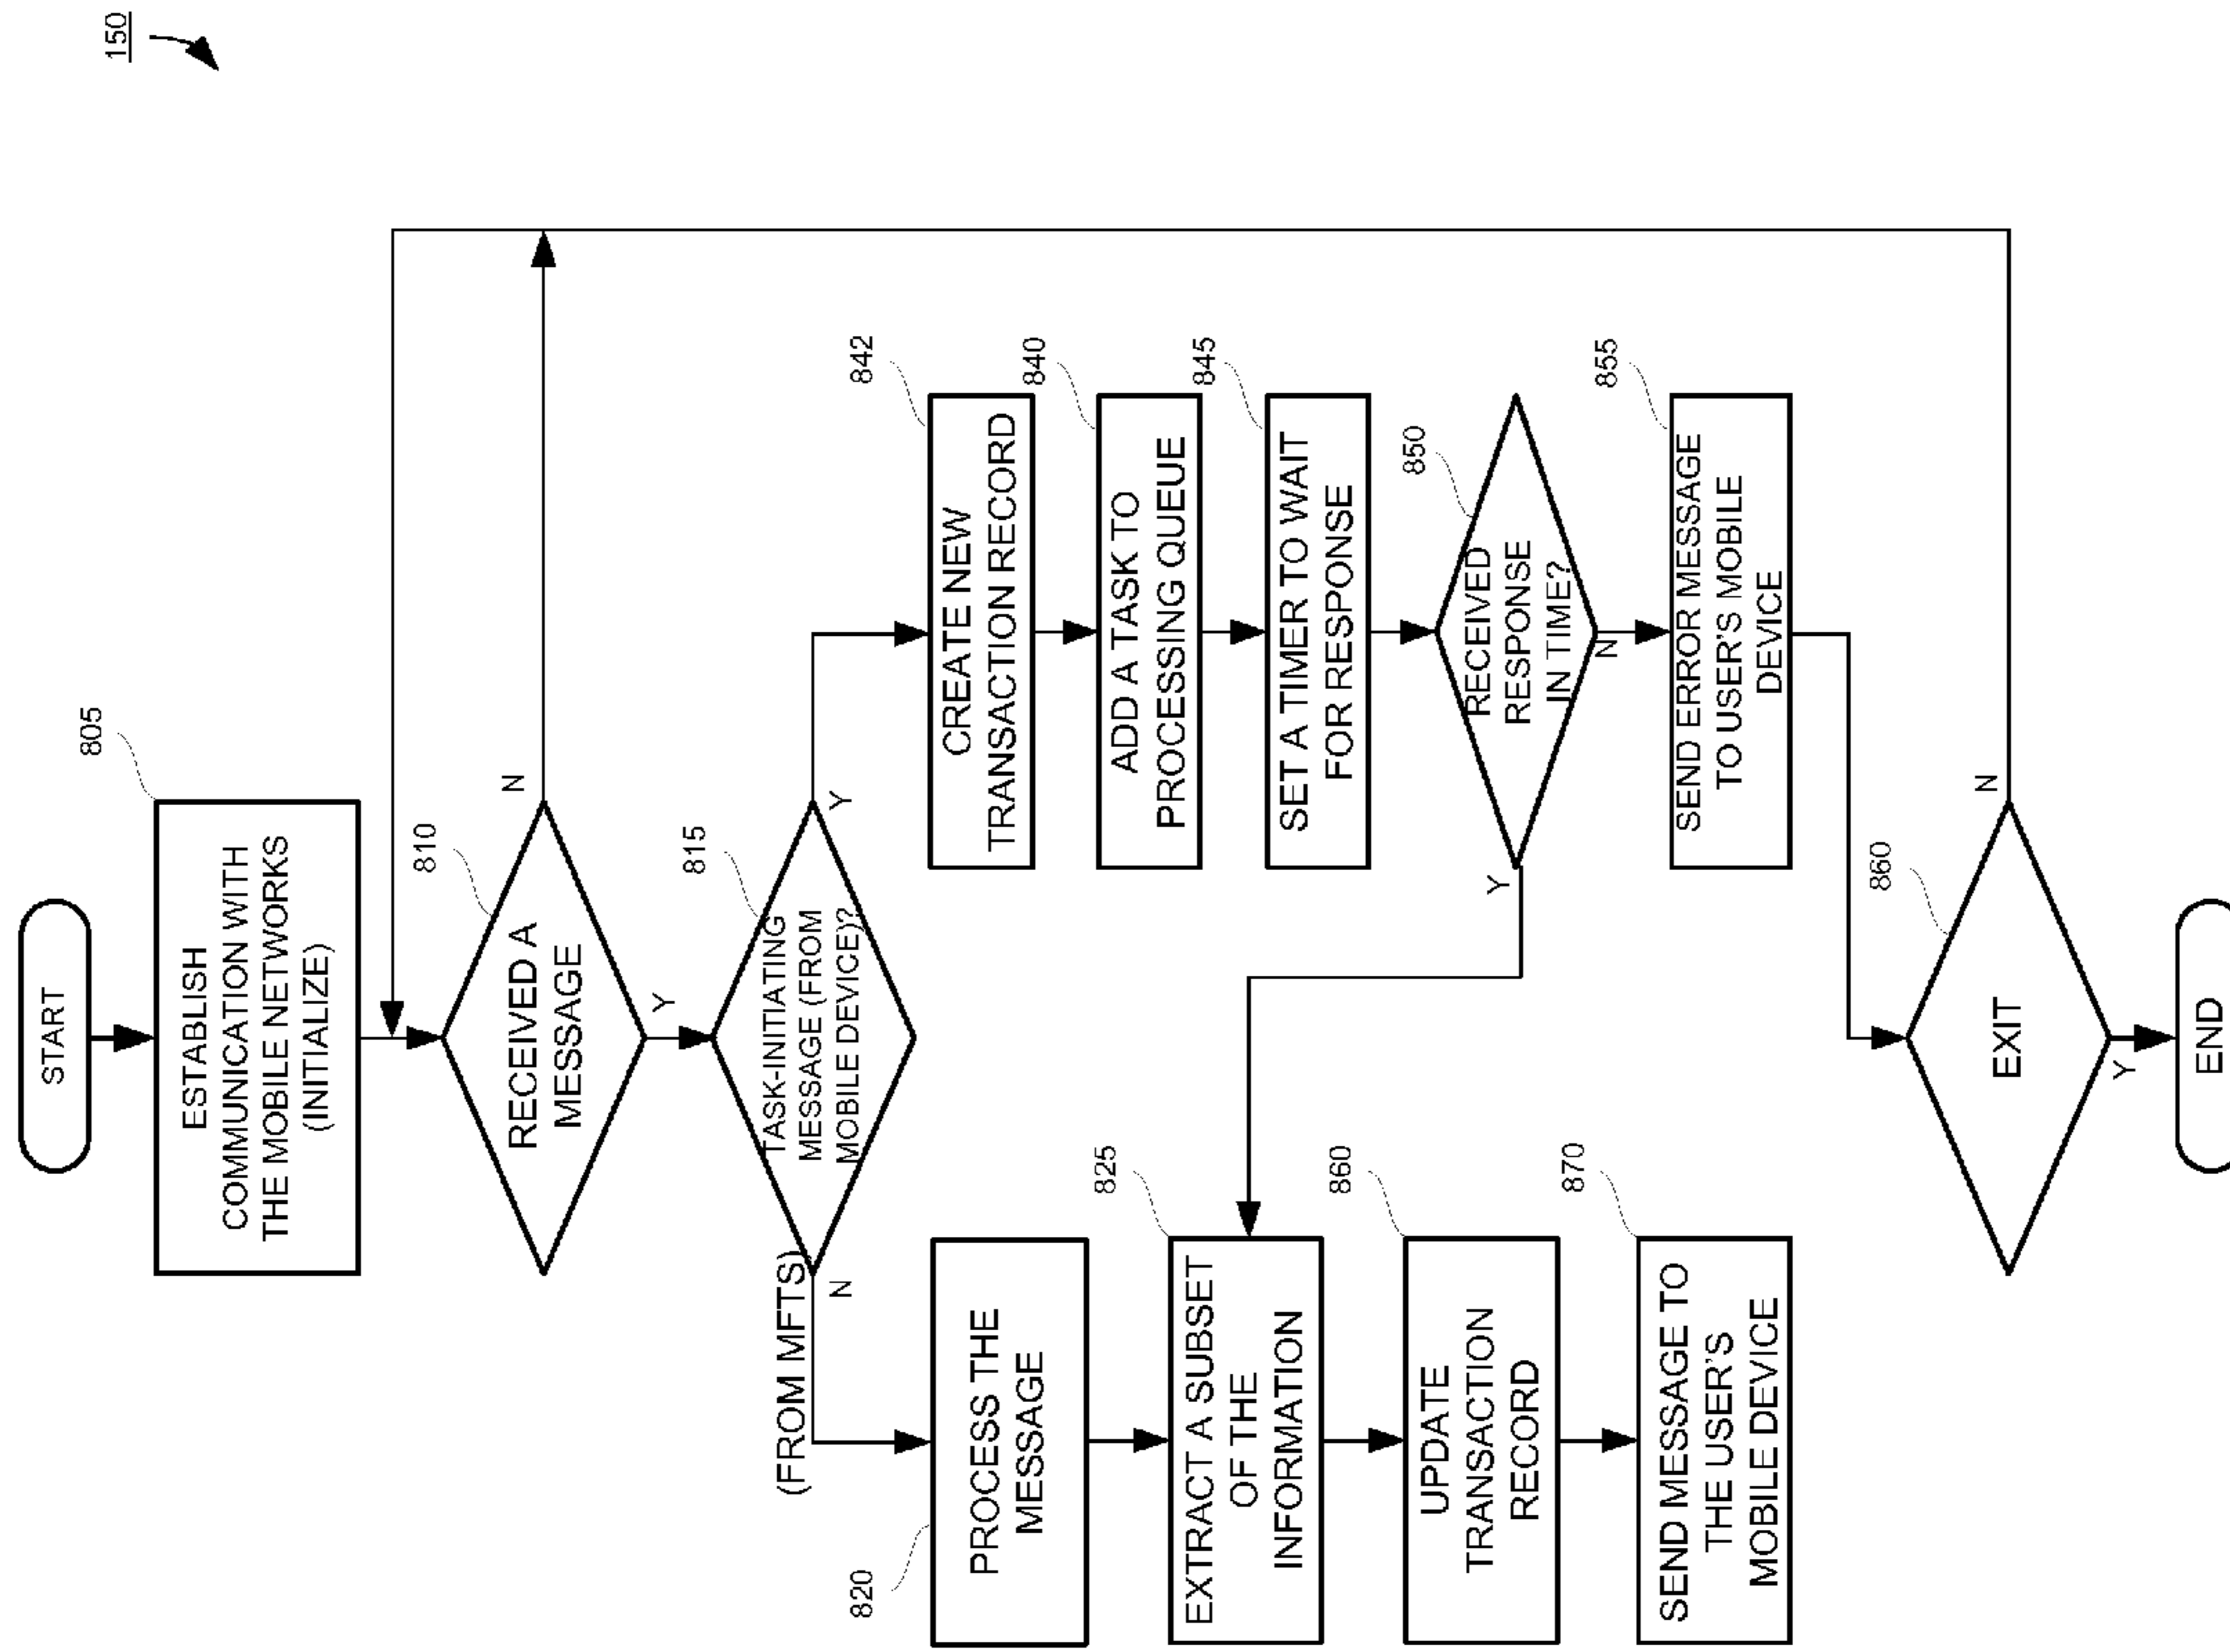 150
START
805
ESTABLISH
COMMUNICATION WITH
THE MOBILE NETWORKS
(INITIALIZE)
810
RECEIVED A
MESSAGE
N
Y
815
TASK-INITIATING
MESSAGE (FROM
MOBILE DEVICE)?
(FROM MFTS)
N
Y
820
PROCESS THE
MESSAGE
842
CREATE NEW
TRANSACTION RECORD
840
ADD A TASK TO
PROCESSING QUEUE
825
EXTRACT A SUBSET
OF THE
INFORMATION
845
SET A TIMER TO WAIT
FOR RESPONSE
860
UPDATE
TRANSACTION
RECORD
850
RECEIVED
RESPONSE
IN TIME?
Y
N
870
SEND MESSAGE TO
THE USER'S
MOBILE DEVICE
855
SEND ERROR MESSAGE
TO USER'S MOBILE
DEVICE
860
EXIT
N
Y
END